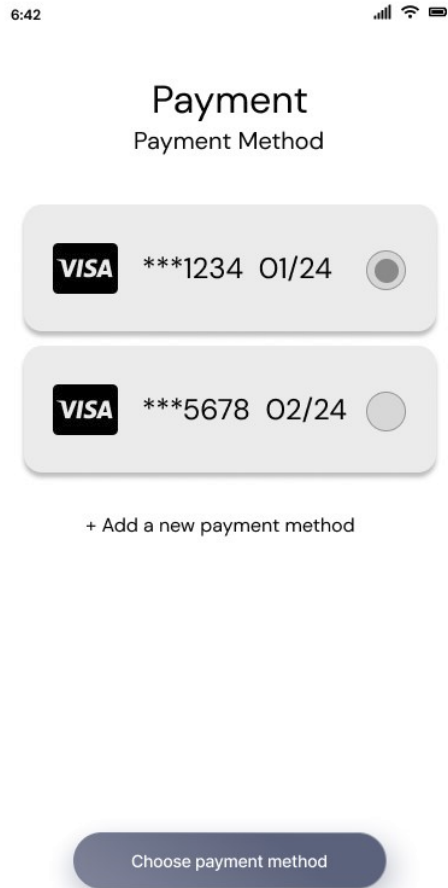 6:42
Payment
Payment Method
VISA ***1234 01/24
VISA ***5678 02/24
+ Add a new payment method
Choose payment method